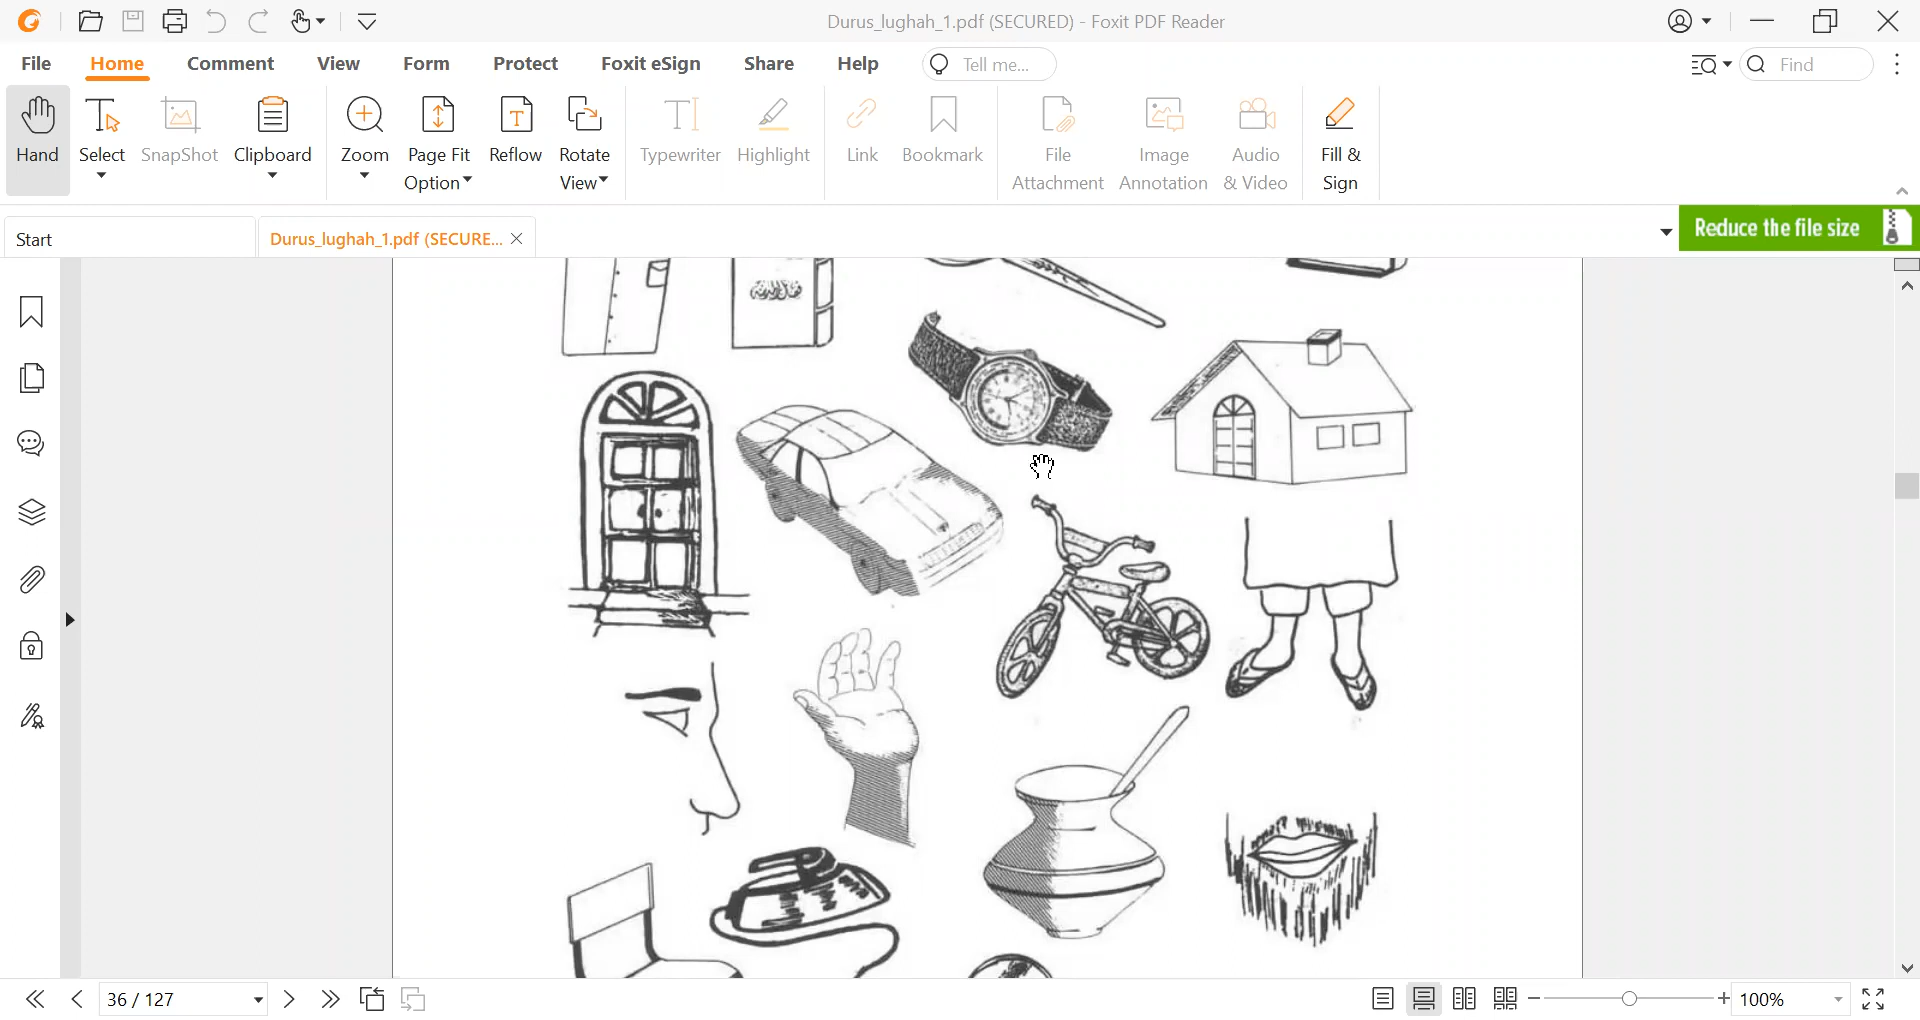 Durus_lughah_1.pdf (SECURED) - Foxit PDF Reader
File Home Comment View Form Protect Foxit eSign Share Help Tell me... Find
Hand Select SnapShot Clipboard Zoom Page Fit Option Reflow Rotate View Typewriter Highlight Link Bookmark File Attachment Image Annotation Audio & Video Fill & Sign
Start Durus_lughah_1.pdf (SECURE... Reduce the file size
36 / 127 100%